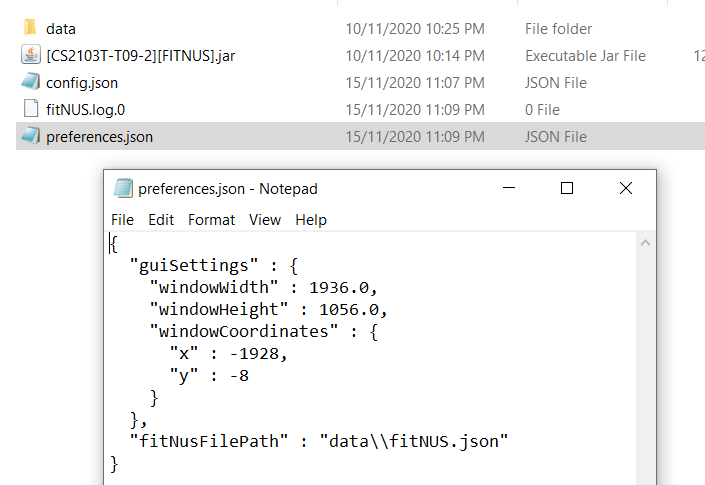 data 10/11/2020 10:25 PM File folder
[CS2103T-T09-2][FITNUS].jar 10/11/2020 10:14 PM Executable Jar File 12
config.json 15/11/2020 11:07 PM JSON File
fitNUS.log.0 15/11/2020 11:09 PM 0 File
preferences.json 15/11/2020 11:09 PM JSON File
preferences.json - Notepad
File Edit Format View Help
{
"guiSettings" : {
"windowWidth" : 1936.0,
"windowHeight" : 1056.0,
"windowCoordinates" : {
"x" : -1928,
"y" : -8
}
},
"fitNusFilePath" : "data\\fitNUS.json"
}